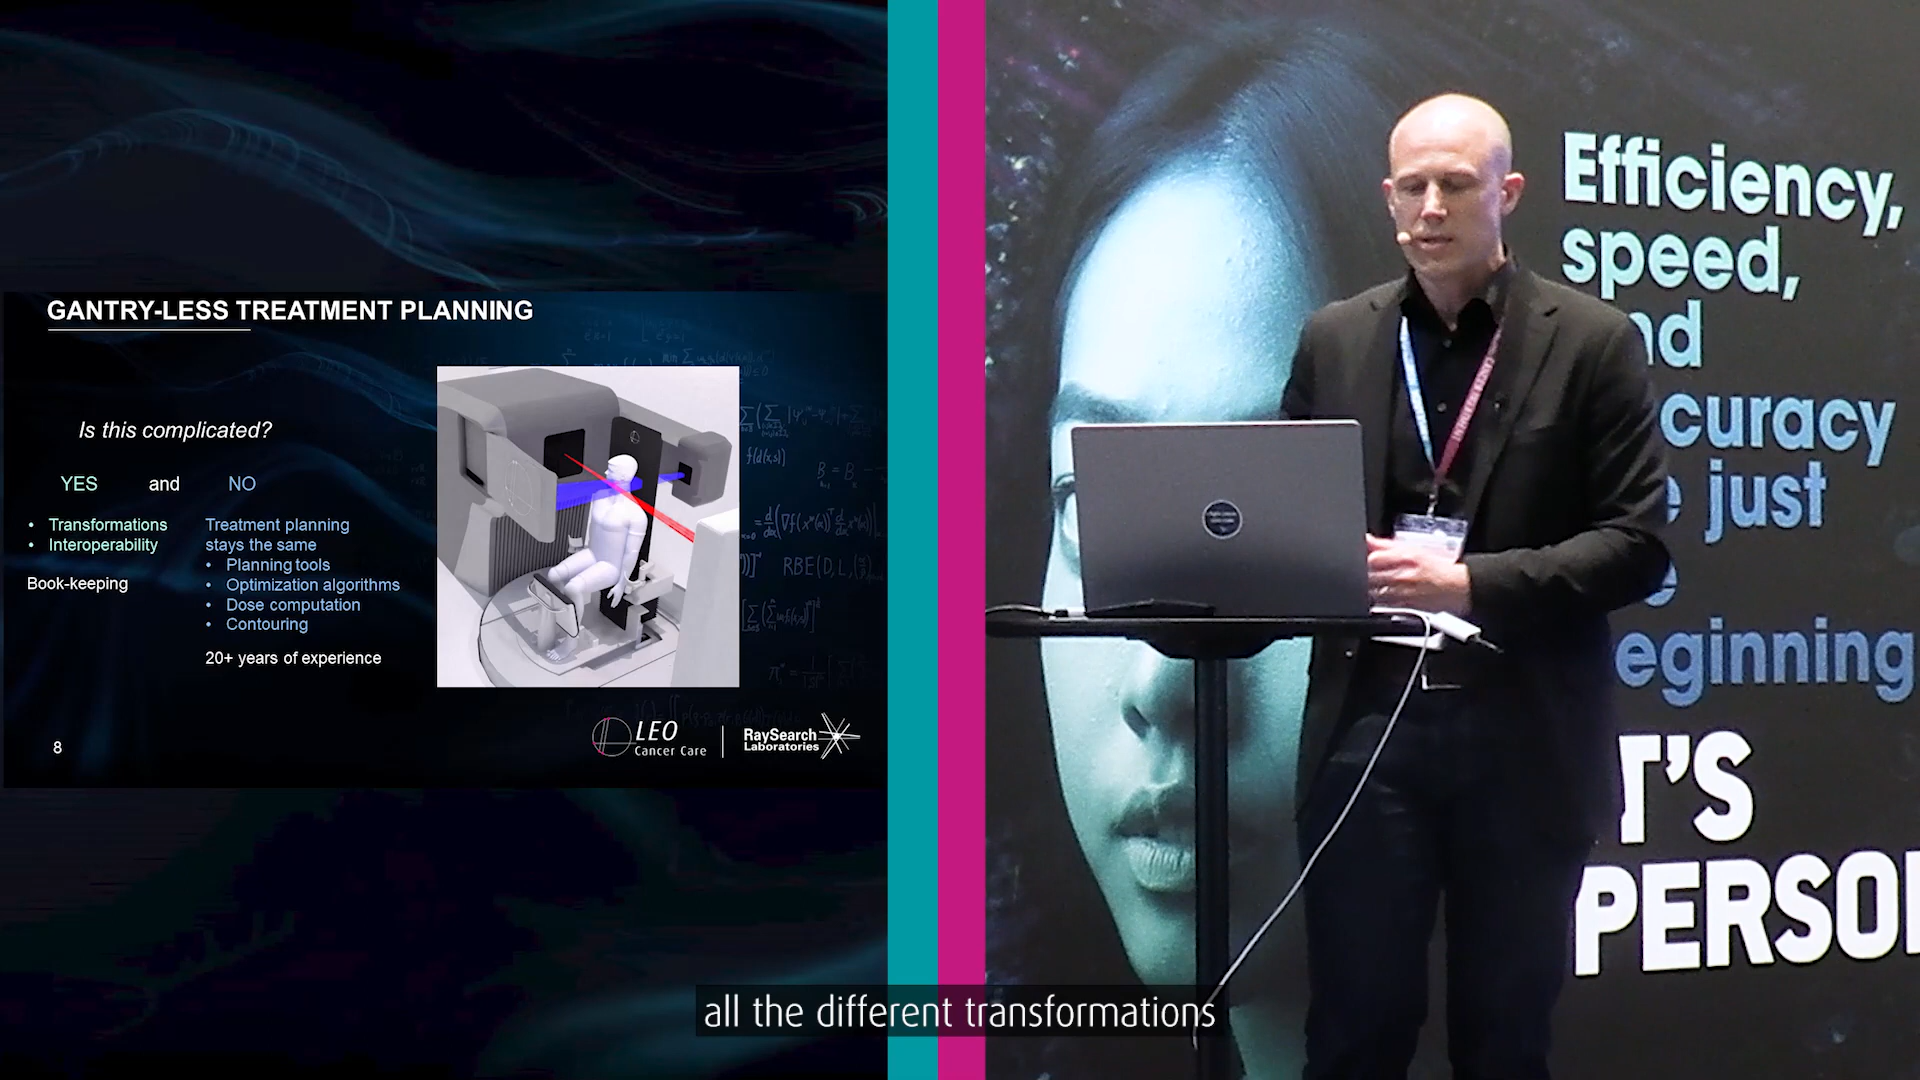 GANTRY-LESS TREATMENT PLANNING
Is this complicated?
YES and NO
• Transformations
• Interoperability
Book-keeping
Treatment planning
stays the same
• Planning tools
• Optimization algorithms
• Dose computation
• Contouring
20+ years of experience
8
LEO
Cancer Care
RaySearch
Laboratories
Efficiency,
speed,
nd
curacy
just
eginning
T'S
PERSO
all the different transformations